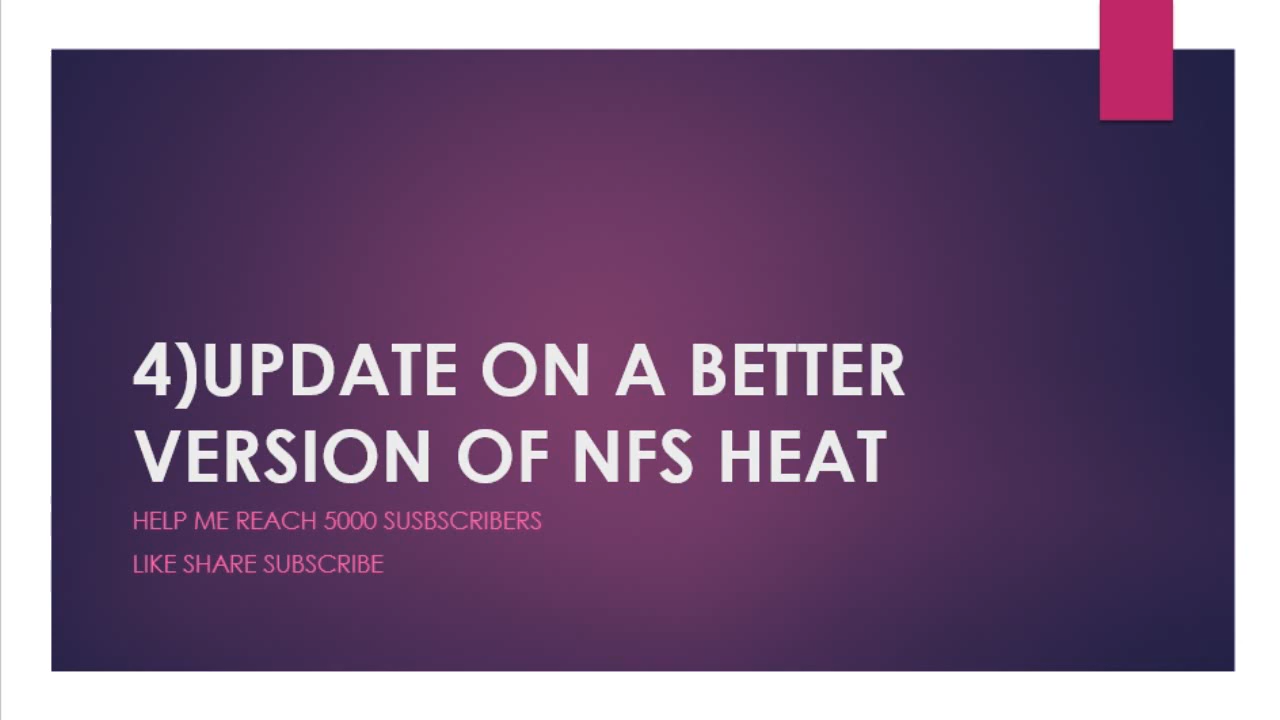 4)UPDATE ON A BETTER
VERSION OF NFS HEAT
HELP ME REACH 5000 SUSBSCRIBERS
LIKE SHARE SUBSCRIBE